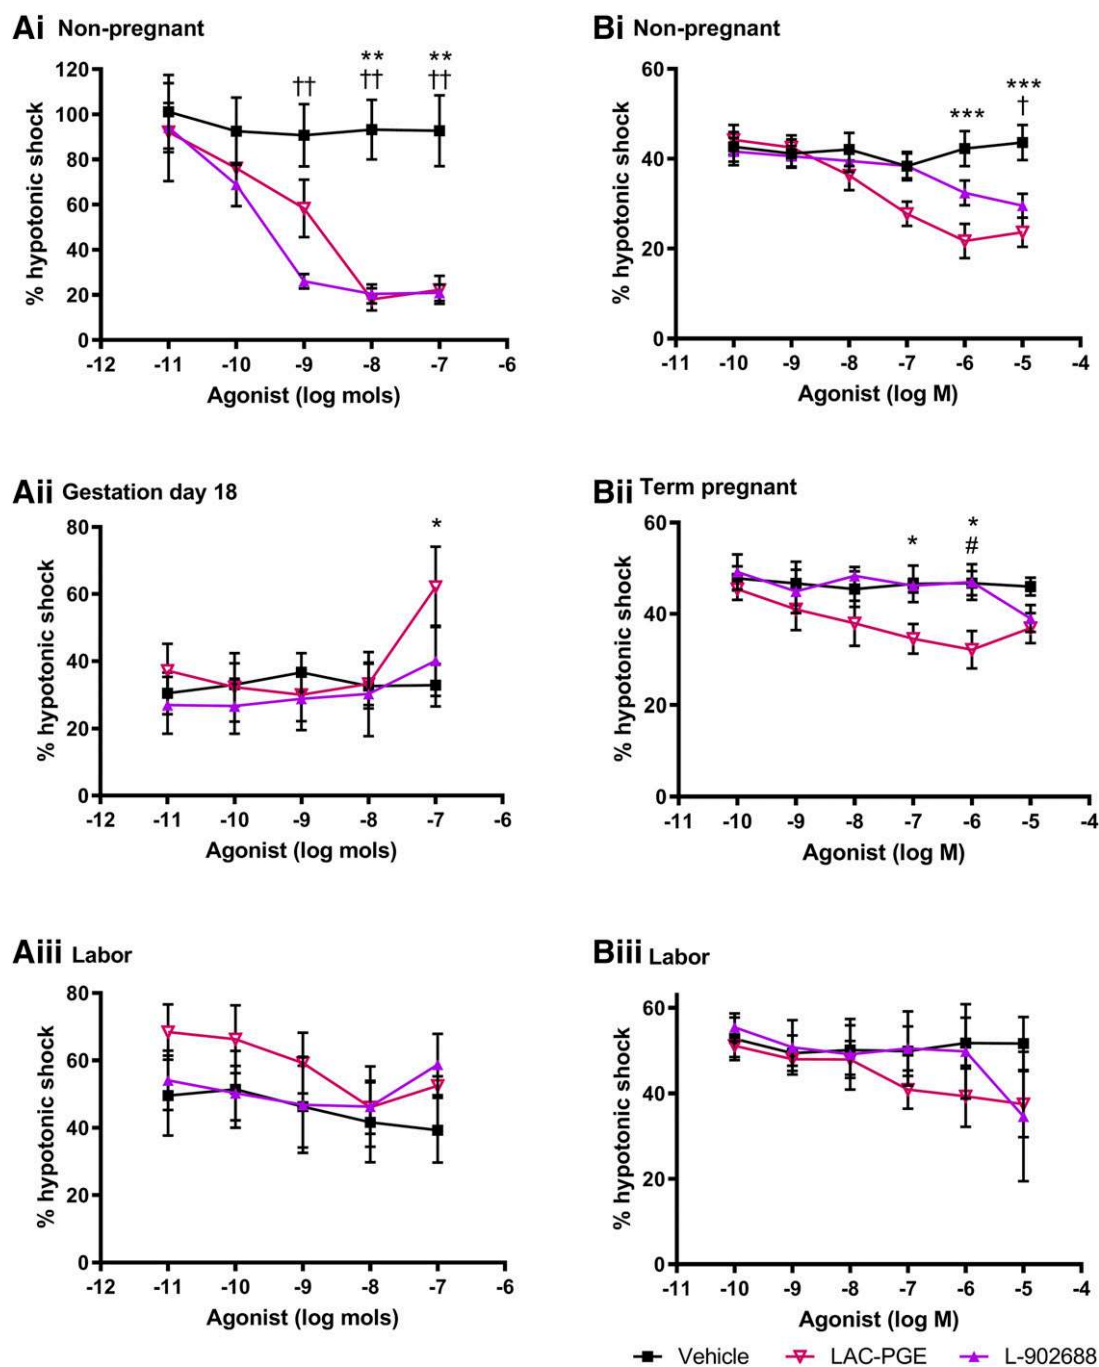 Ai Non-pregnant
120
100
80
60
40
20
0
% hypotonic shock
** **
†† †† ††
-12 -11 -10 -9 -8 -7 -6
Agonist (log mols)
Bi Non-pregnant
60
40
20
0
% hypotonic shock
*** ***
†
-10 -9 -8 -7 -6 -5 -4
Agonist (log M)
Aii Gestation day 18
80
60
40
20
0
% hypotonic shock
*
-12 -11 -10 -9 -8 -7 -6
Agonist (log mols)
Bii Term pregnant
60
40
20
0
% hypotonic shock
* *
#
-10 -9 -8 -7 -6 -5 -4
Agonist (log M)
Aiii Labor
80
60
40
20
0
% hypotonic shock
-12 -11 -10 -9 -8 -7 -6
Agonist (log mols)
Biii Labor
60
40
20
0
% hypotonic shock
-10 -9 -8 -7 -6 -5 -4
Agonist (log M)
Vehicle LAC-PGE L-902688